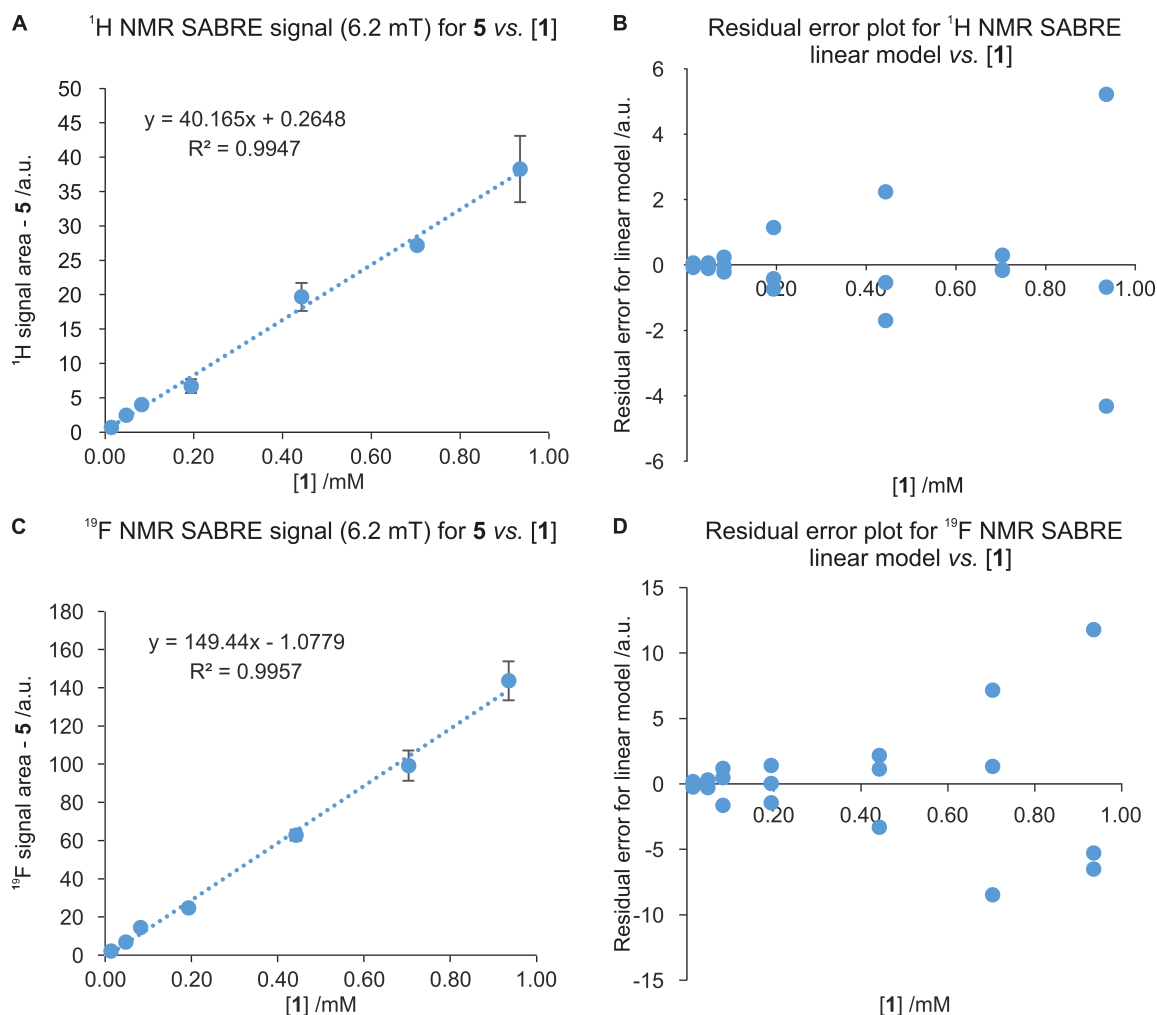 A
¹H NMR SABRE signal (6.2 mT) for 5 vs. [1]
50
45
40
35
30
25
20
15
10
5
0
¹H signal area - 5 /a.u.
y = 40.165x + 0.2648
R² = 0.9947
0.00 0.20 0.40 0.60 0.80 1.00
[1] /mM
B
Residual error plot for ¹H NMR SABRE
linear model vs. [1]
6
4
2
0
-2
-4
-6
Residual error for linear model /a.u.
0.20 0.40 0.60 0.80 1.00
[1] /mM
C
¹⁹F NMR SABRE signal (6.2 mT) for 5 vs. [1]
180
160
140
120
100
80
60
40
20
0
¹⁹F signal area - 5 /a.u.
y = 149.44x - 1.0779
R² = 0.9957
0.00 0.20 0.40 0.60 0.80 1.00
[1] /mM
D
Residual error plot for ¹⁹F NMR SABRE
linear model vs. [1]
15
10
5
0
-5
-10
-15
Residual error for linear model /a.u.
0.20 0.40 0.60 0.80 1.00
[1] /mM